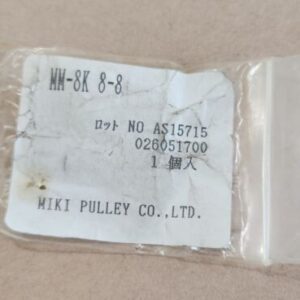 MM-8K 8-8
ロット NO AS15715
026051700
1 個入
MIKI PULLEY CO.,LTD.